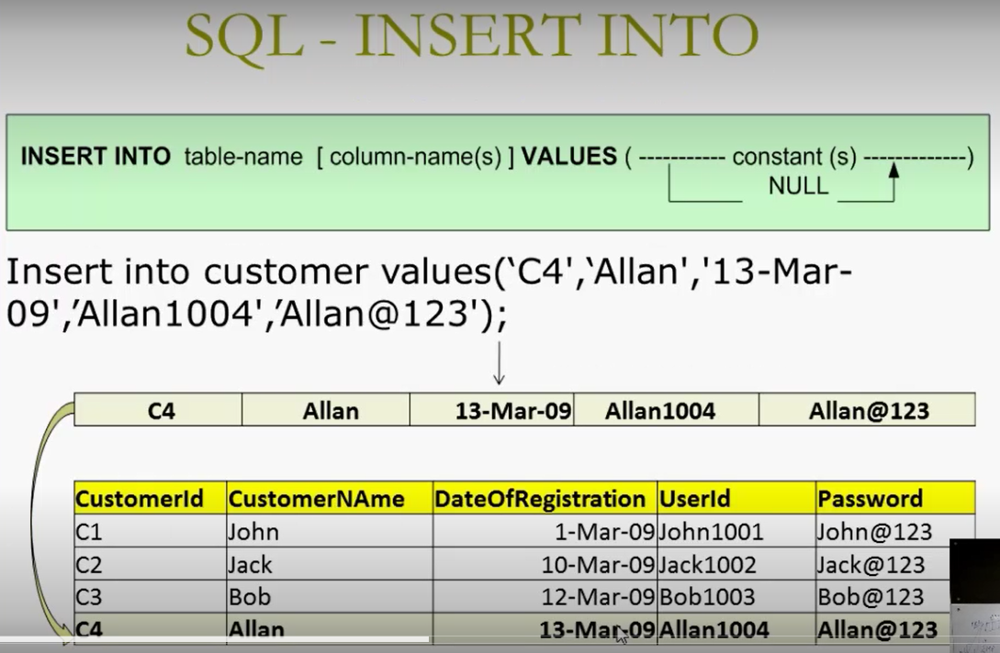 SQL - INSERT INTO
INSERT INTO table-name [ column-name(s) ] VALUES ( ----------- constant (s) -------------)
NULL
Insert into customer values(‘C4',‘Allan','13-Mar-
09',’Allan1004',’Allan@123');
C4 Allan 13-Mar-09 Allan1004 Allan@123
CustomerId CustomerNAme DateOfRegistration UserId Password
C1 John 1-Mar-09 John1001 John@123
C2 Jack 10-Mar-09 Jack1002 Jack@123
C3 Bob 12-Mar-09 Bob1003 Bob@123
C4 Allan 13-Mar-09 Allan1004 Allan@123